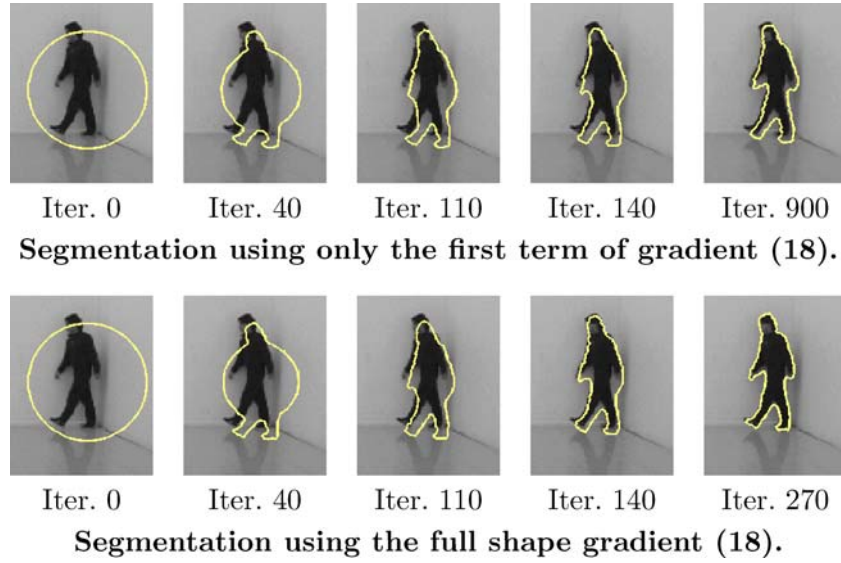 Iter. 0 Iter. 40 Iter. 110 Iter. 140 Iter. 900
Segmentation using only the first term of gradient (18).
Iter. 0 Iter. 40 Iter. 110 Iter. 140 Iter. 270
Segmentation using the full shape gradient (18).